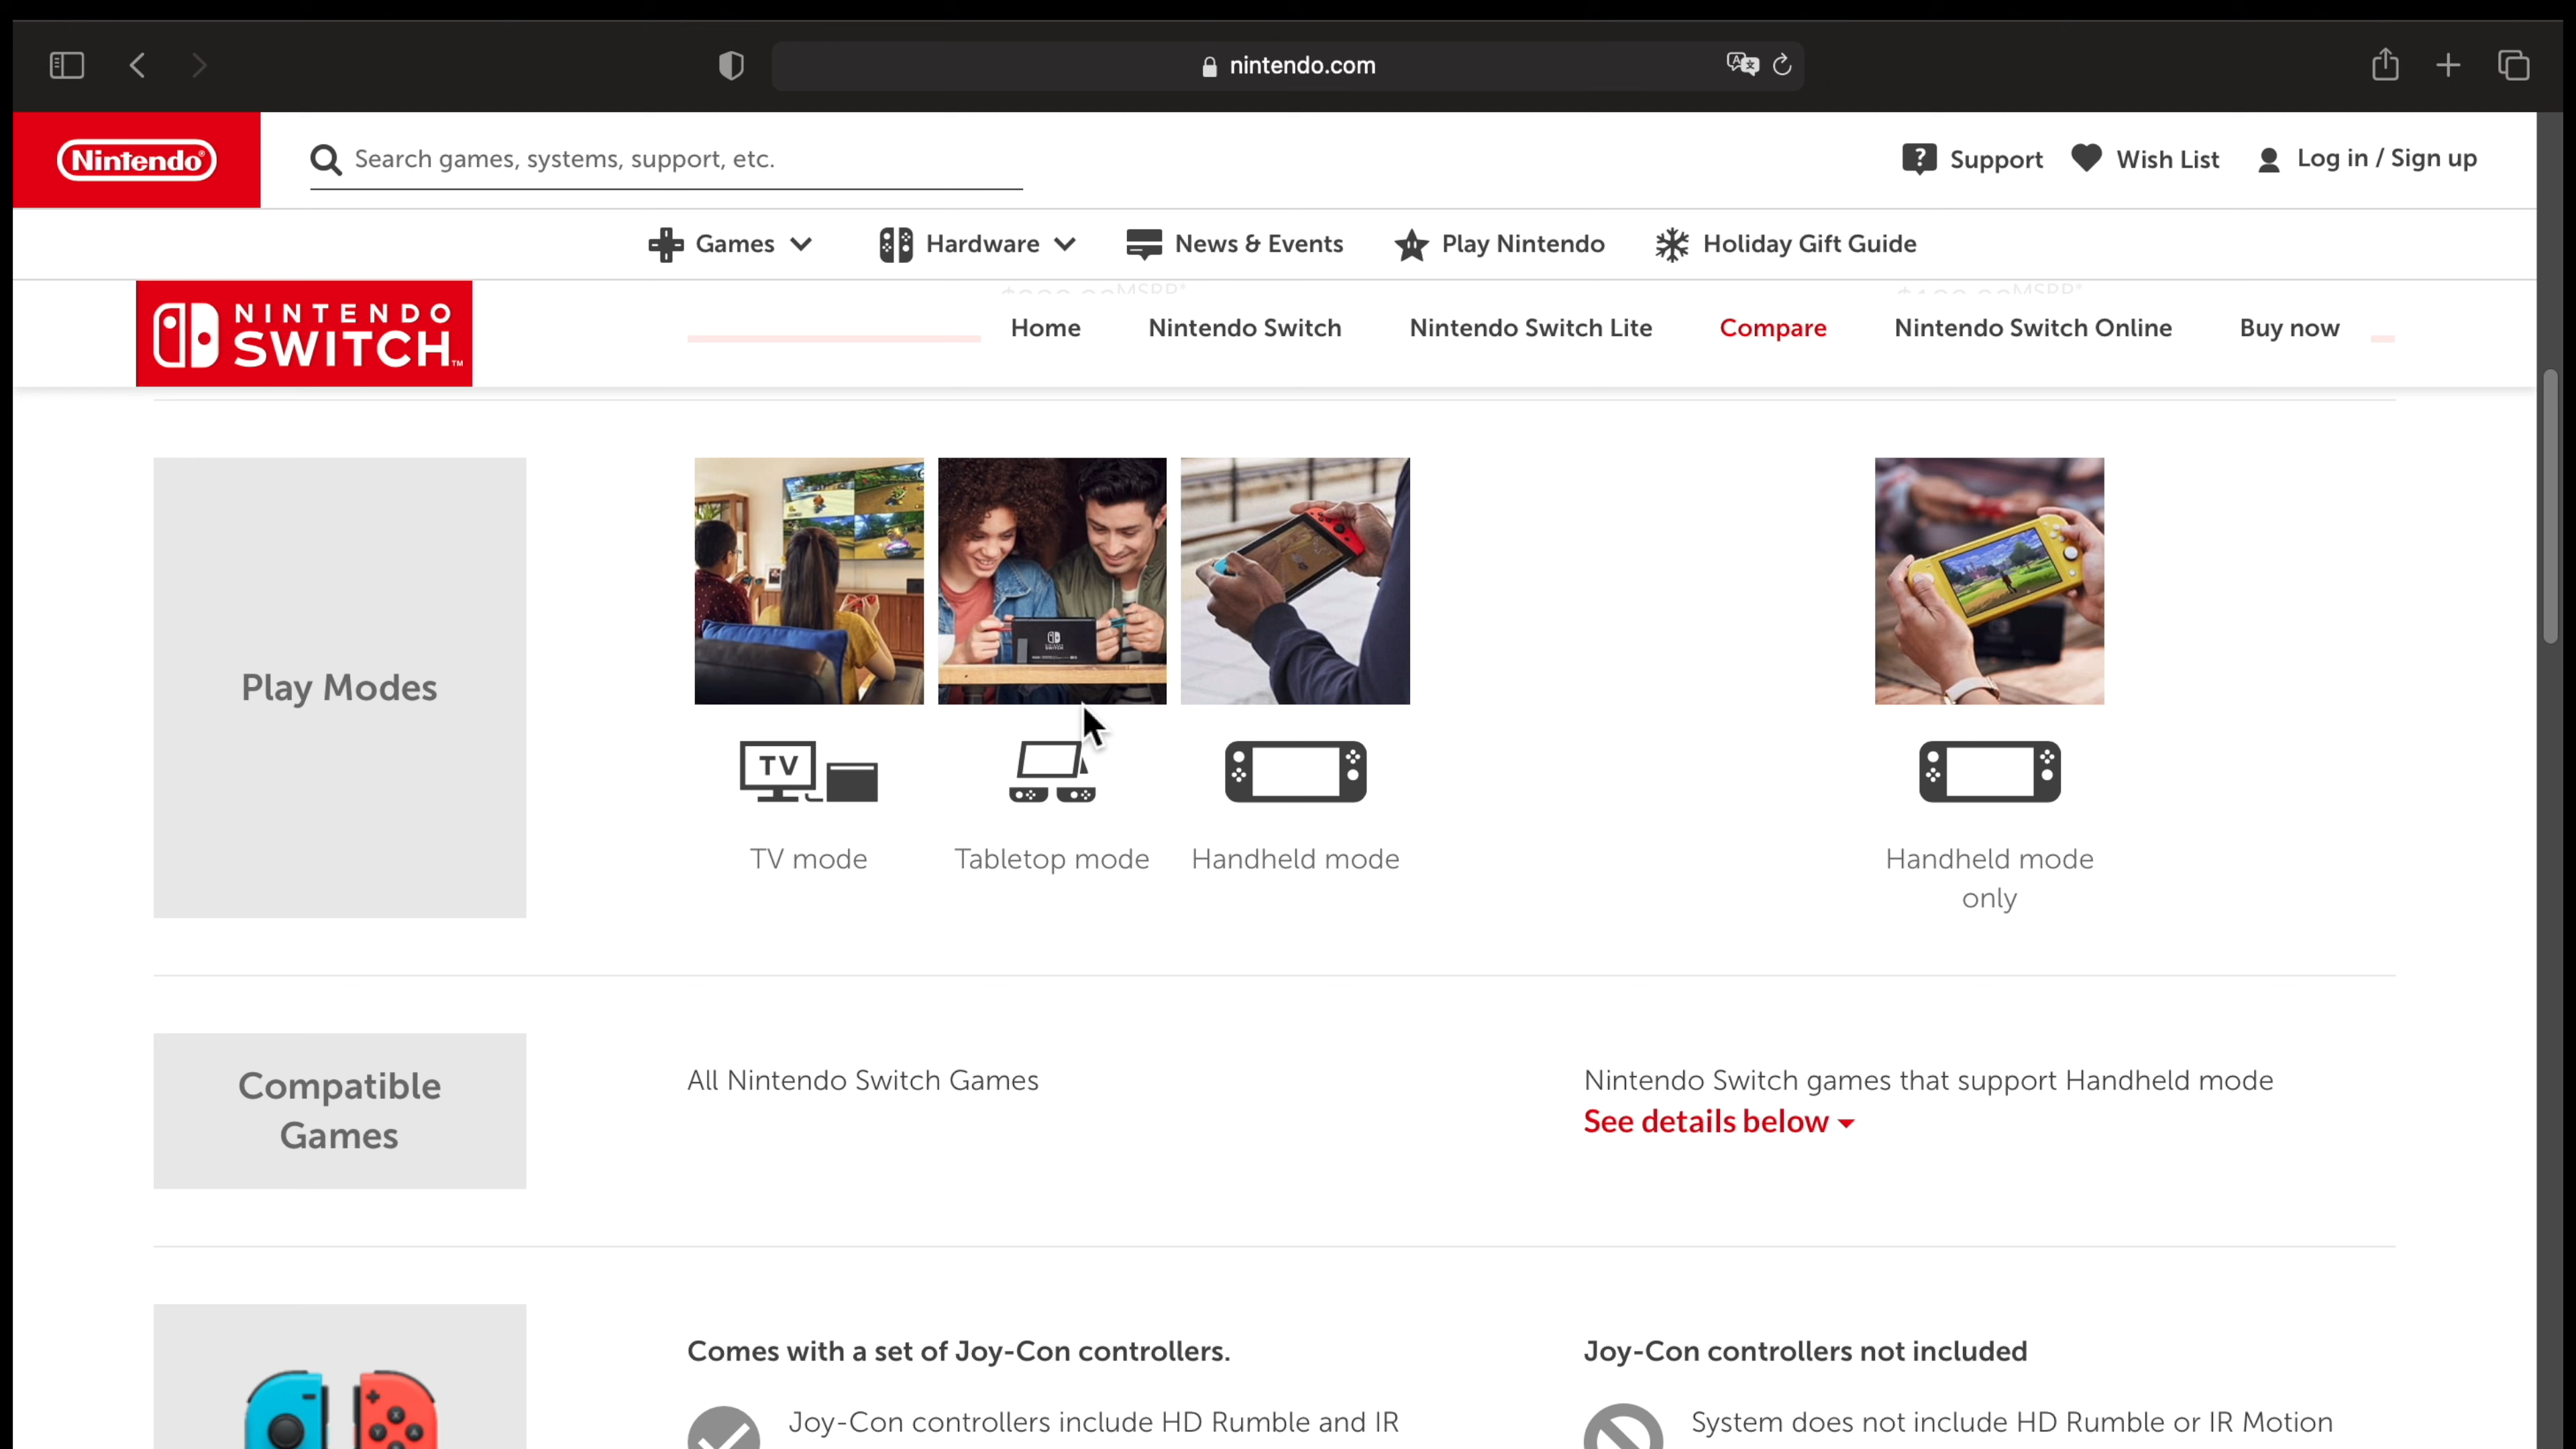 nintendo.com
Nintendo®
Search games, systems, support, etc.
Support
Wish List
Log in / Sign up
Games
Hardware
News & Events
Play Nintendo
Holiday Gift Guide
NINTENDO
SWITCH™
Home
Nintendo Switch
Nintendo Switch Lite
Compare
Nintendo Switch Online
Buy now
Play Modes
TV
TV mode
Tabletop mode
Handheld mode
Handheld mode
only
Compatible
Games
All Nintendo Switch Games
Nintendo Switch games that support Handheld mode
See details below
Comes with a set of Joy-Con controllers.
Joy-Con controllers include HD Rumble and IR
Joy-Con controllers not included
System does not include HD Rumble or IR Motion